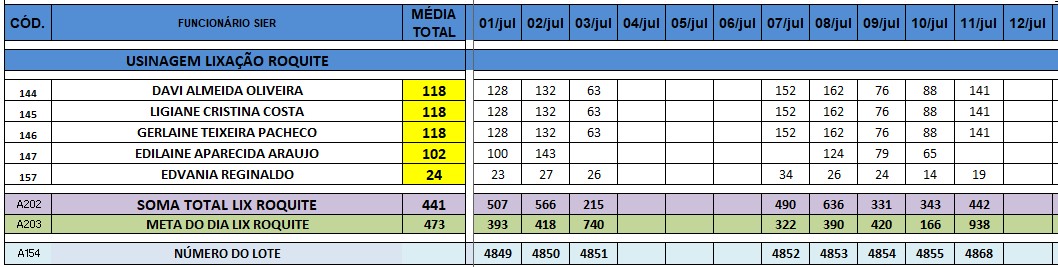 CÓD. FUNCIONÁRIO SIER MÉDIA TOTAL 01/jul 02/jul 03/jul 04/jul 05/jul 06/jul 07/jul 08/jul 09/jul 10/jul 11/jul 12/jul
USINAGEM LIXAÇÃO ROQUITE
144 DAVI ALMEIDA OLIVEIRA 118 128 132 63 152 162 76 88 141
145 LIGIANE CRISTINA COSTA 118 128 132 63 152 162 76 88 141
146 GERLAINE TEIXEIRA PACHECO 118 128 132 63 152 162 76 88 141
147 EDILAINE APARECIDA ARAUJO 102 100 143 124 79 65
157 EDVANIA REGINALDO 24 23 27 26 34 26 24 14 19
A202 SOMA TOTAL LIX ROQUITE 441 507 566 215 490 636 331 343 442
A203 META DO DIA LIX ROQUITE 473 393 418 740 322 390 420 166 938
A154 NÚMERO DO LOTE 4849 4850 4851 4852 4853 4854 4855 4868